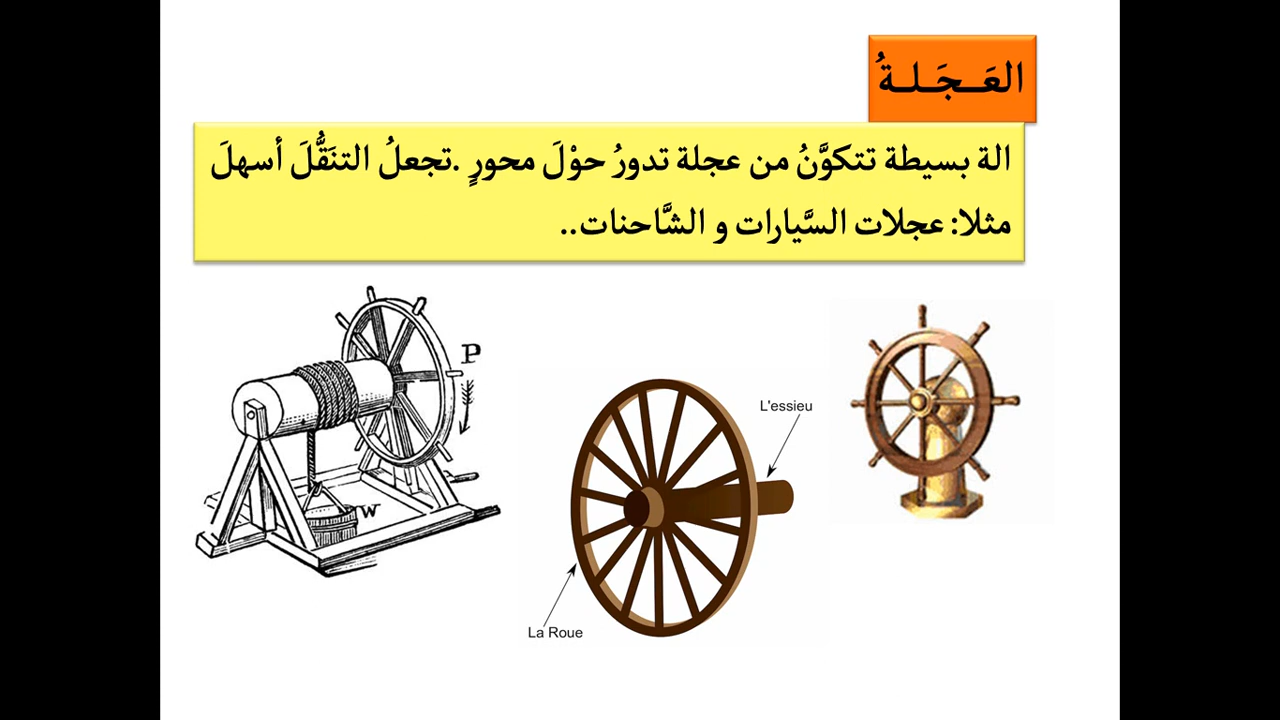 العَـجَـلـةُ
الة بسيطة تتكوَّنُ من عجلة تدورُ حوْلَ محورٍ .تجعلُ التنَقُّلَ أسهلَ
مثلا: عجلات السَّيارات و الشَّاحنات..
P
W
L'essieu
La Roue